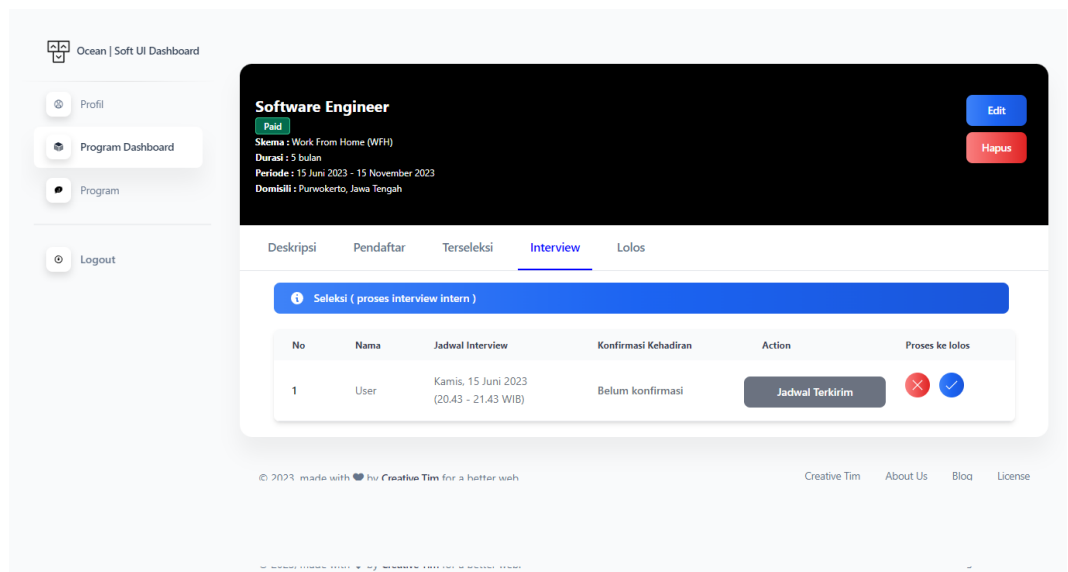 Ocean | Soft UI Dashboard
Profil
Program Dashboard
Program
Logout
Software Engineer
Paid
Skema : Work From Home (WFH)
Durasi : 5 bulan
Periode : 15 Juni 2023 - 15 November 2023
Domisili : Purwokerto, Jawa Tengah
Edit
Hapus
Deskripsi Pendaftar Terseleksi Interview Lolos
Seleksi ( proses interview intern )
No Nama Jadwal Interview Konfirmasi Kehadiran Action Proses ke lolos
1 User Kamis, 15 Juni 2023 Belum konfirmasi Jadwal Terkirim
(20.43 - 21.43 WIB)
© 2023, made with by Creative Tim for a better web.
Creative Tim About Us Blog License